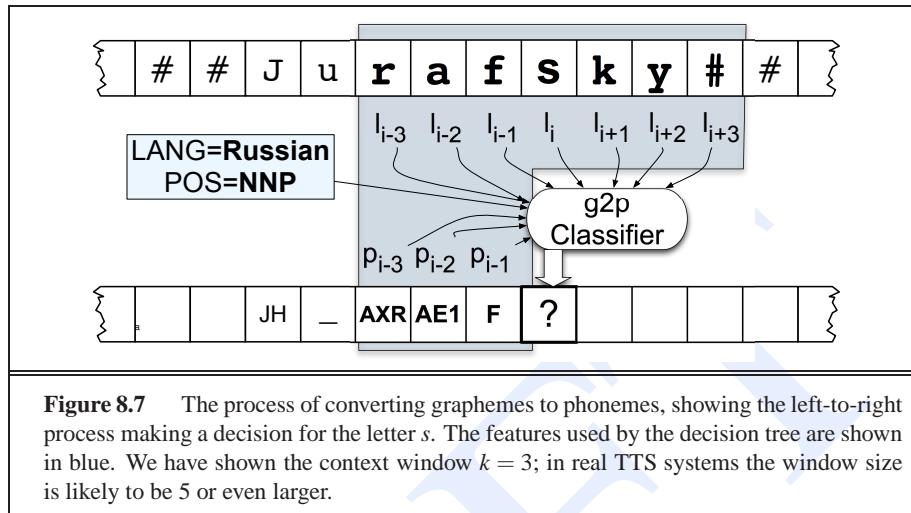 # # J u r a f s k y # #
l_{i-3} l_{i-2} l_{i-1} l_i l_{i+1} l_{i+2} l_{i+3}
LANG=Russian
POS=NNP
g2p
Classifier
p_{i-3} p_{i-2} p_{i-1}
a JH _ AXR AE1 F ?
Figure 8.7 The process of converting graphemes to phonemes, showing the left-to-right
process making a decision for the letter s. The features used by the decision tree are shown
in blue. We have shown the context window k = 3; in real TTS systems the window size
is likely to be 5 or even larger.